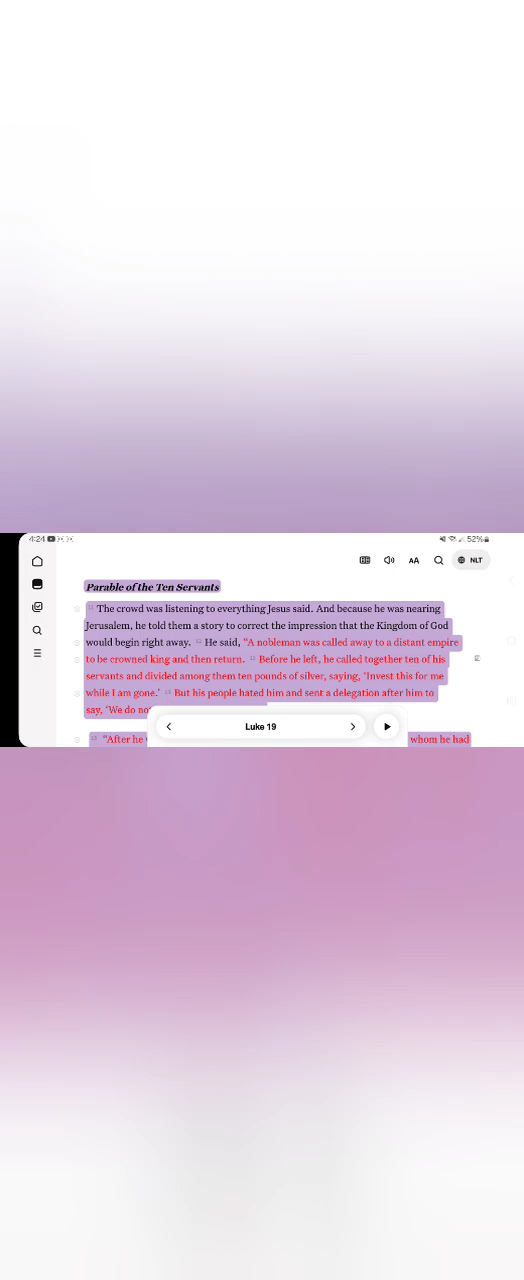 4:24
52%
NLT
AA
Parable of the Ten Servants
11 The crowd was listening to everything Jesus said. And because he was nearing
Jerusalem, he told them a story to correct the impression that the Kingdom of God
would begin right away. 12 He said, “A nobleman was called away to a distant empire
to be crowned king and then return. 13 Before he left, he called together ten of his
servants and divided among them ten pounds of silver, saying, ‘Invest this for me
while I am gone.’ 14 But his people hated him and sent a delegation after him to
say, ‘We do no
Luke 19
15 “After he whom he had